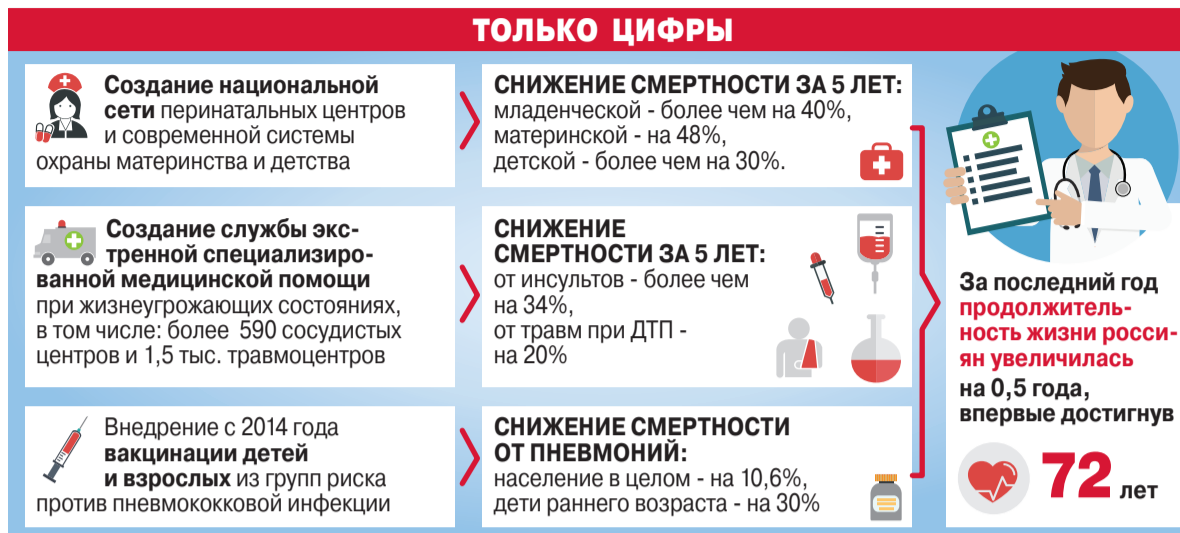 ТОЛЬКО ЦИФРЫ
Создание национальной
сети перинатальных центров
и современной системы
охраны материнства и детства
СНИЖЕНИЕ СМЕРТНОСТИ ЗА 5 ЛЕТ:
младенческой - более чем на 40%,
материнской - на 48%,
детской - более чем на 30%.
Создание службы экс-
тренной специализиро-
ванной медицинской помощи
при жизнеугрожающих состояниях,
в том числе: более 590 сосудистых
центров и 1,5 тыс. травмоцентров
СНИЖЕНИЕ
СМЕРТНОСТИ ЗА 5 ЛЕТ:
от инсультов - более чем
на 34%,
от травм при ДТП -
на 20%
Внедрение с 2014 года
вакцинации детей
и взрослых из групп риска
против пневмококковой инфекции
СНИЖЕНИЕ СМЕРТНОСТИ
ОТ ПНЕВМОНИЙ:
население в целом - на 10,6%,
дети раннего возраста - на 30%
За последний год
продолжитель-
ность жизни росси-
ян увеличилась
на 0,5 года,
впервые достигнув
72 лет